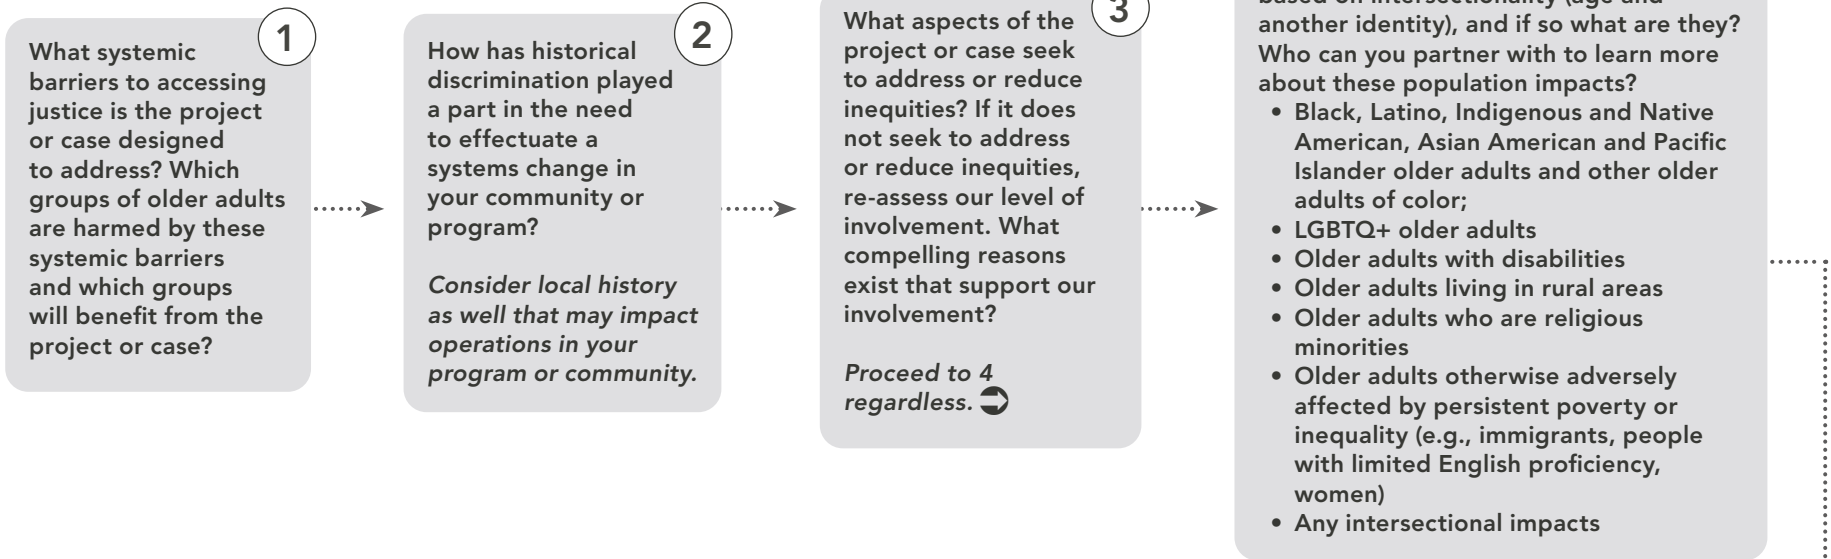 1
What systemic
barriers to accessing
justice is the project
or case designed
to address? Which
groups of older adults
are harmed by these
systemic barriers
and which groups
will benefit from the
project or case?
2
How has historical
discrimination played
a part in the need
to effectuate a
systems change in
your community or
program?
Consider local history
as well that may impact
operations in your
program or community.
3
What aspects of the
project or case seek
to address or reduce
inequities? If it does
not seek to address
or reduce inequities,
re-assess our level of
involvement. What
compelling reasons
exist that support our
involvement?
Proceed to 4
regardless.
based on intersectionality (age and
another identity), and if so what are they?
Who can you partner with to learn more
about these population impacts?
• Black, Latino, Indigenous and Native
American, Asian American and Pacific
Islander older adults and other older
adults of color;
• LGBTQ+ older adults
• Older adults with disabilities
• Older adults living in rural areas
• Older adults who are religious
minorities
• Older adults otherwise adversely
affected by persistent poverty or
inequality (e.g., immigrants, people
with limited English proficiency,
women)
• Any intersectional impacts